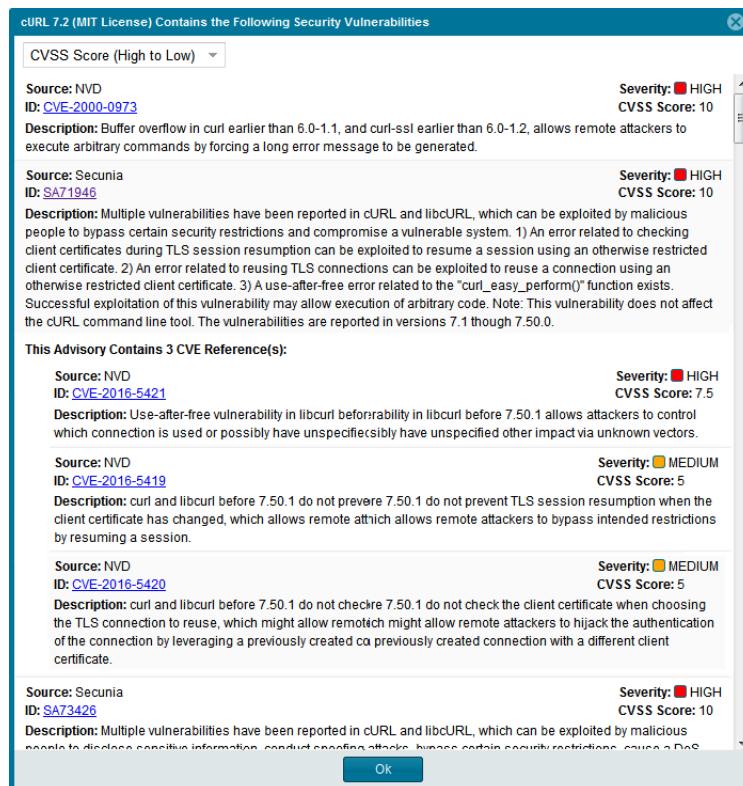 cURL 7.2 (MIT License) Contains the Following Security Vulnerabilities
CVSS Score (High to Low)
Source: NVD Severity: HIGH
ID: CVE-2000-0973 CVSS Score: 10
Description: Buffer overflow in curl earlier than 6.0-1.1, and curl-ssl earlier than 6.0-1.2, allows remote attackers to
execute arbitrary commands by forcing a long error message to be generated.
Source: Secunia Severity: HIGH
ID: SA71946 CVSS Score: 10
Description: Multiple vulnerabilities have been reported in cURL and libcURL, which can be exploited by malicious
people to bypass certain security restrictions and compromise a vulnerable system. 1) An error related to checking
client certificates during TLS session resumption can be exploited to resume a session using an otherwise restricted
client certificate. 2) An error related to reusing TLS connections can be exploited to reuse a connection using an
otherwise restricted client certificate. 3) A use-after-free error related to the "curl_easy_perform()" function exists.
Successful exploitation of this vulnerability may allow execution of arbitrary code. Note: This vulnerability does not affect
the cURL command line tool. The vulnerabilities are reported in versions 7.1 though 7.50.0.
This Advisory Contains 3 CVE Reference(s):
Source: NVD Severity: HIGH
ID: CVE-2016-5421 CVSS Score: 7.5
Description: Use-after-free vulnerability in libcurl beforrability in libcurl before 7.50.1 allows attackers to control
which connection is used or possibly have unspecifiecsibly have unspecified other impact via unknown vectors.
Source: NVD Severity: MEDIUM
ID: CVE-2016-5419 CVSS Score: 5
Description: curl and libcurl before 7.50.1 do not prevere 7.50.1 do not prevent TLS session resumption when the
client certificate has changed, which allows remote atthich allows remote attackers to bypass intended restrictions
by resuming a session.
Source: NVD Severity: MEDIUM
ID: CVE-2016-5420 CVSS Score: 5
Description: curl and libcurl before 7.50.1 do not checkre 7.50.1 do not check the client certificate when choosing
the TLS connection to reuse, which might allow remotich might allow remote attackers to hijack the authentication
of the connection by leveraging a previously created ca previously created connection with a different client
certificate.
Source: Secunia Severity: HIGH
ID: SA73426 CVSS Score: 10
Description: Multiple vulnerabilities have been reported in cURL and libcURL, which can be exploited by malicious
people to disclose sensitive information, conduct spoofing attacks, bypass certain security restrictions, cause a DoS
Ok